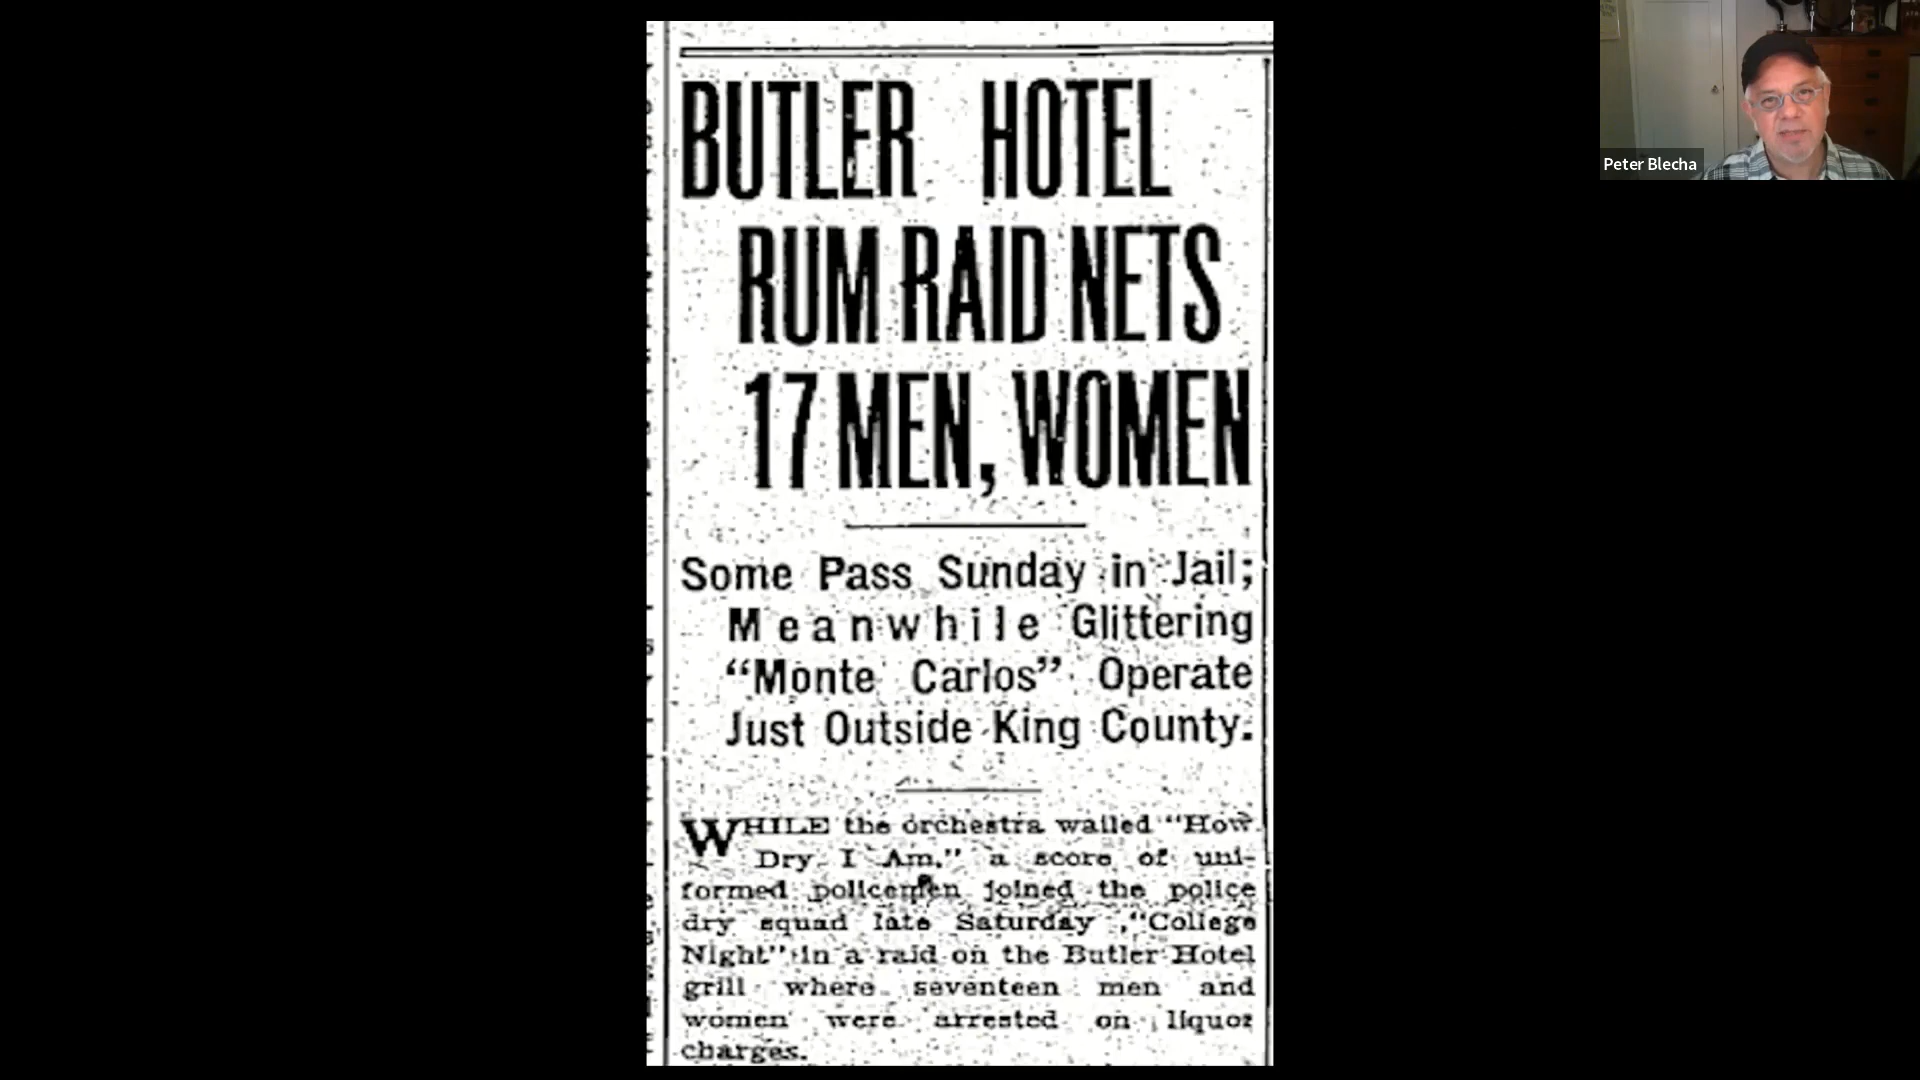 BUTLER HOTEL
RUM RAID NETS
17 MEN, WOMEN
Some Pass Sunday in Jail;
Meanwhile Glittering
“Monte Carlos” Operate
Just Outside King County.
WHILE the orchestra wailed “How
Dry I Am,” a score of uni-
formed policemen joined the police
dry squad late Saturday, “College
Night” in a raid on the Butler Hotel
grill where seventeen men and
women were arrested on liquor
charges.
Peter Blecha